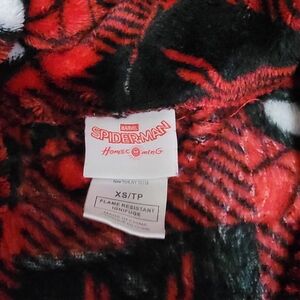 MARVEL
SPIDER-MAN
HOMECOMING
XS/TP
FLAME RESISTANT
IGNIFUGE